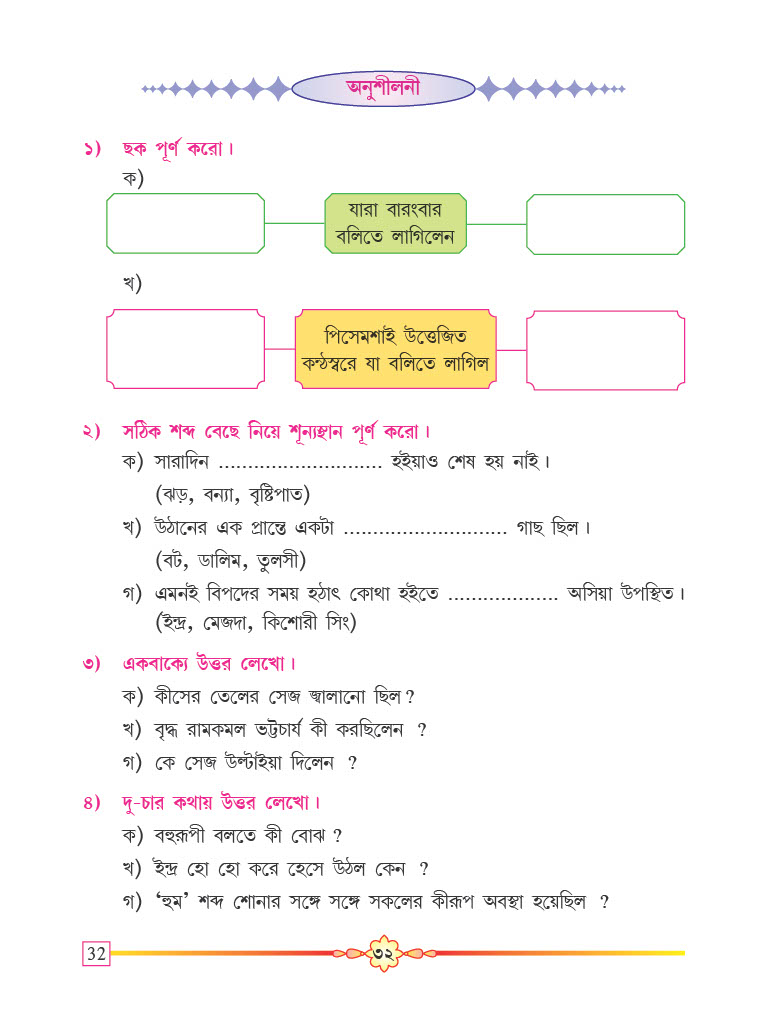 অনুশীলনী
১) ছক পূর্ণ করো।
ক)
যারা বারংবার
বলিতে লাগিলেন
খ)
পিসেমশাই উত্তেজিত
কন্ঠস্বরে যা বলিতে লাগিল
২) সঠিক শব্দ বেছে নিয়ে শূন্যস্থান পূর্ণ করো।
ক) সারাদিন ............................ হইয়াও শেষ হয় নাই।
(ঝড়, বন্যা, বৃষ্টিপাত)
খ) উঠানের এক প্রান্তে একটা ............................ গাছ ছিল।
(বট, ডালিম, তুলসী)
গ) এমনই বিপদের সময় হঠাৎ কোথা হইতে ................... অসিয়া উপস্থিত।
(ইন্দ্র, মেজদা, কিশোরী সিং)
৩) একবাক্যে উত্তর লেখো।
ক) কীসের তেলের সেজ জ্বালানো ছিল?
খ) বৃদ্ধ রামকমল ভট্টচার্য কী করছিলেন ?
গ) কে সেজ উল্টাইয়া দিলেন ?
৪) দু-চার কথায় উত্তর লেখো।
ক) বহুরূপী বলতে কী বোঝ?
খ) ইন্দ্র হো হো করে হেসে উঠল কেন ?
গ) ‘হুম’ শব্দ শোনার সঙ্গে সঙ্গে সকলের কীরূপ অবস্থা হয়েছিল ?
32
৩২